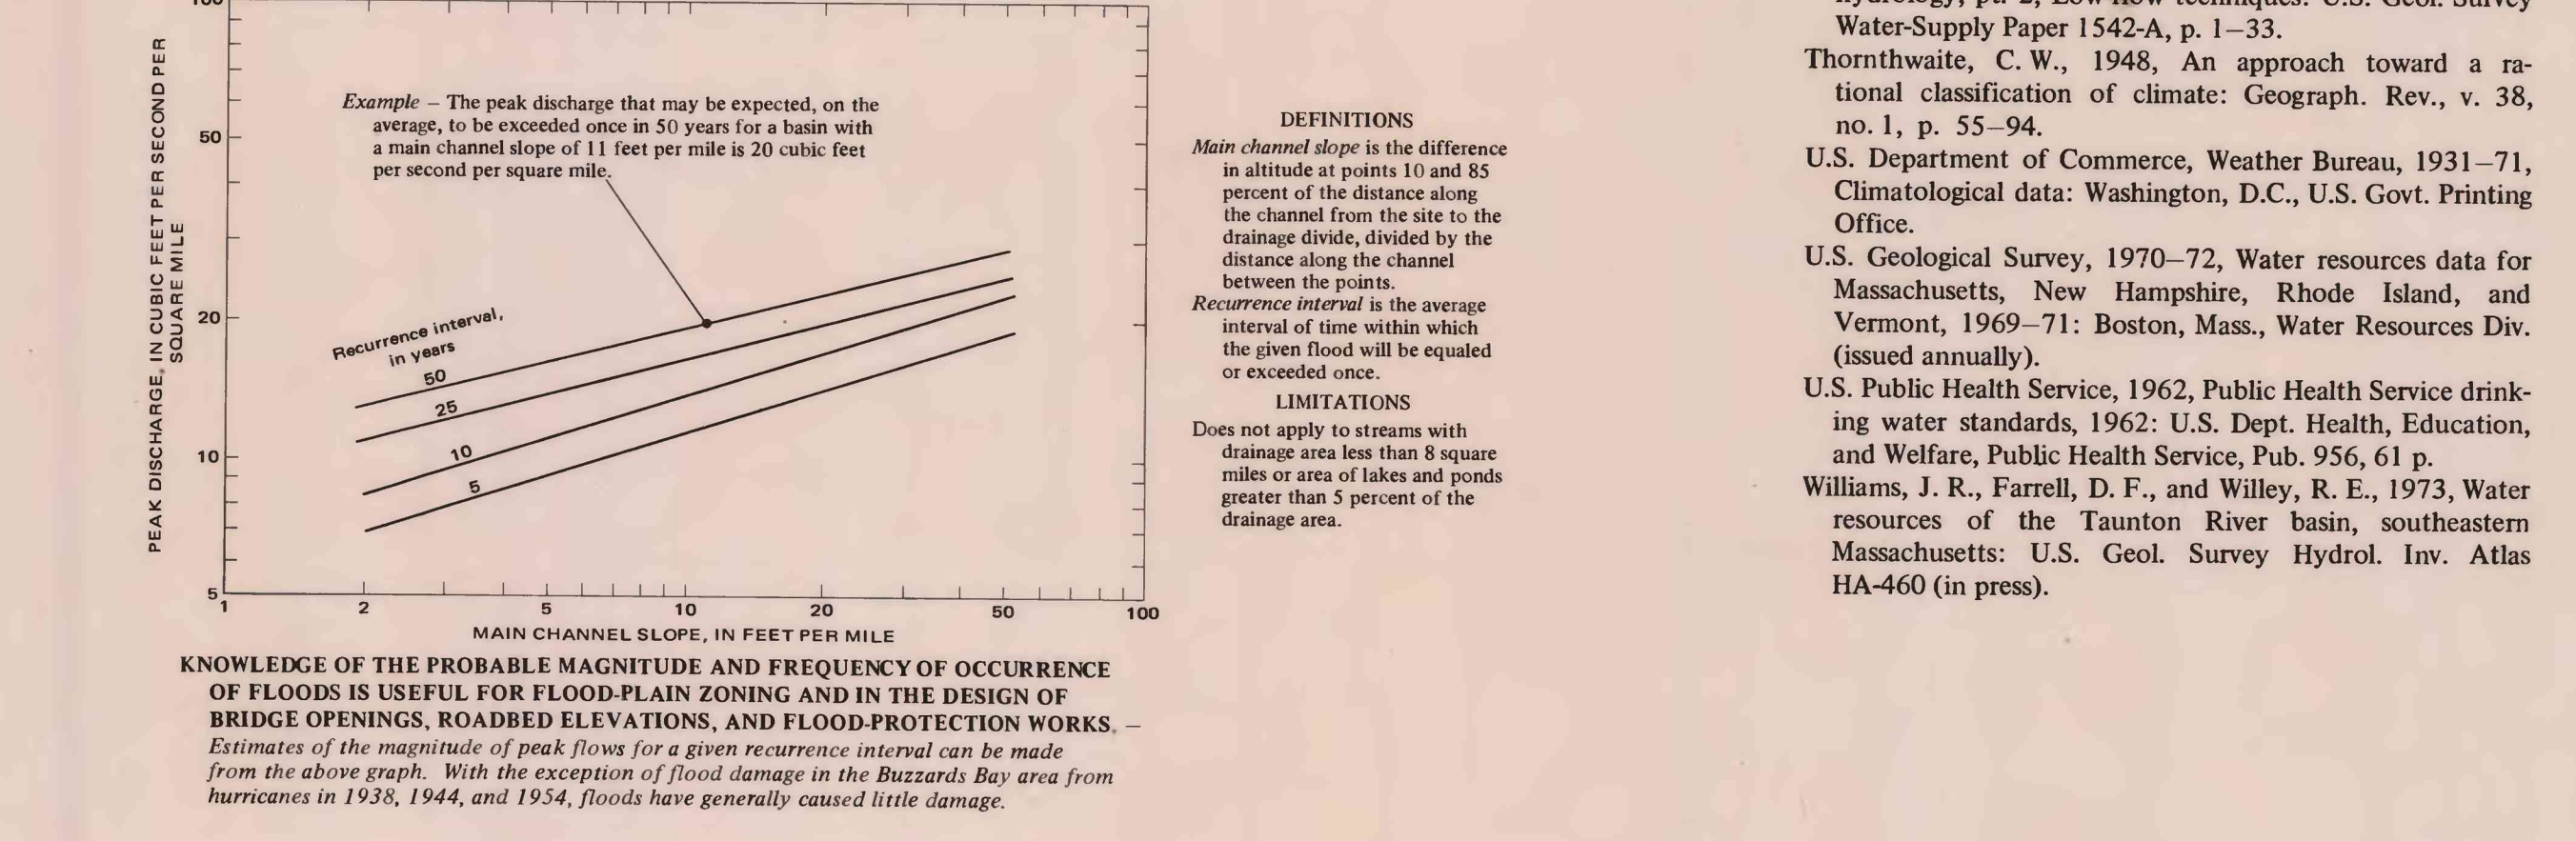 100
50
20
10
5
PEAK DISCHARGE, IN CUBIC FEET PER SECOND PER
SQUARE MILE
Example – The peak discharge that may be expected, on the
average, to be exceeded once in 50 years for a basin with
a main channel slope of 11 feet per mile is 20 cubic feet
per second per square mile.
Recurrence interval,
in years
50
25
10
5
1 2 5 10 20 50 100
MAIN CHANNEL SLOPE, IN FEET PER MILE
KNOWLEDGE OF THE PROBABLE MAGNITUDE AND FREQUENCY OF OCCURRENCE
OF FLOODS IS USEFUL FOR FLOOD-PLAIN ZONING AND IN THE DESIGN OF
BRIDGE OPENINGS, ROADBED ELEVATIONS, AND FLOOD-PROTECTION WORKS. —
Estimates of the magnitude of peak flows for a given recurrence interval can be made
from the above graph. With the exception of flood damage in the Buzzards Bay area from
hurricanes in 1938, 1944, and 1954, floods have generally caused little damage.
DEFINITIONS
Main channel slope is the difference
in altitude at points 10 and 85
percent of the distance along
the channel from the site to the
drainage divide, divided by the
distance along the channel
between the points.
Recurrence interval is the average
interval of time within which
the given flood will be equaled
or exceeded once.
LIMITATIONS
Does not apply to streams with
drainage area less than 8 square
miles or area of lakes and ponds
greater than 5 percent of the
drainage area.
hydrology, pt. 2, Low-flow techniques: U.S. Geol. Survey
Water-Supply Paper 1542-A, p. 1–33.
Thornthwaite, C. W., 1948, An approach toward a ra-
tional classification of climate: Geograph. Rev., v. 38,
no. 1, p. 55–94.
U.S. Department of Commerce, Weather Bureau, 1931–71,
Climatological data: Washington, D.C., U.S. Govt. Printing
Office.
U.S. Geological Survey, 1970–72, Water resources data for
Massachusetts, New Hampshire, Rhode Island, and
Vermont, 1969–71: Boston, Mass., Water Resources Div.
(issued annually).
U.S. Public Health Service, 1962, Public Health Service drink-
ing water standards, 1962: U.S. Dept. Health, Education,
and Welfare, Public Health Service, Pub. 956, 61 p.
Williams, J. R., Farrell, D. F., and Willey, R. E., 1973, Water
resources of the Taunton River basin, southeastern
Massachusetts: U.S. Geol. Survey Hydrol. Inv. Atlas
HA-460 (in press).